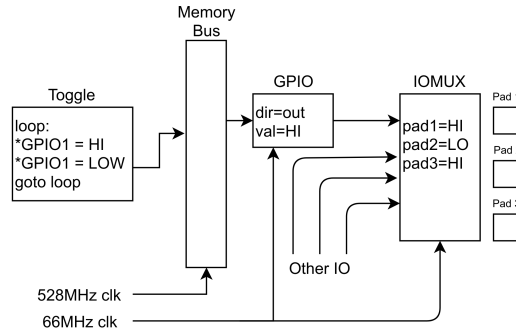 Memory
Bus
Toggle
loop:
*GPIO1 = HI
*GPIO1 = LOW
goto loop
GPIO
dir=out
val=HI
IOMUX
pad1=HI
pad2=LO
pad3=HI
Pad
Pad
Pad
Other IO
528MHz clk
66MHz clk